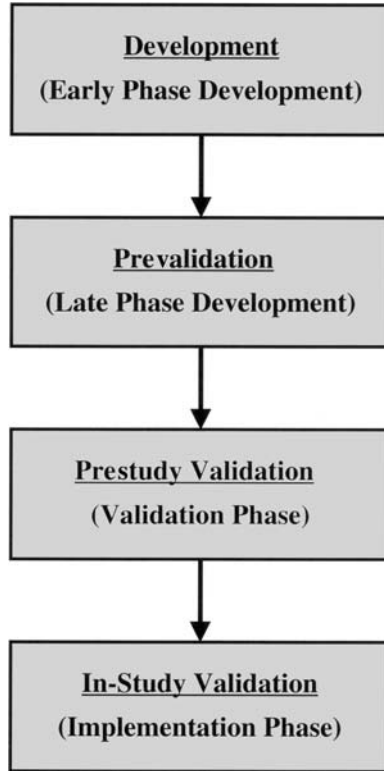 Development
(Early Phase Development)
Prevalidation
(Late Phase Development)
Prestudy Validation
(Validation Phase)
In-Study Validation
(Implementation Phase)